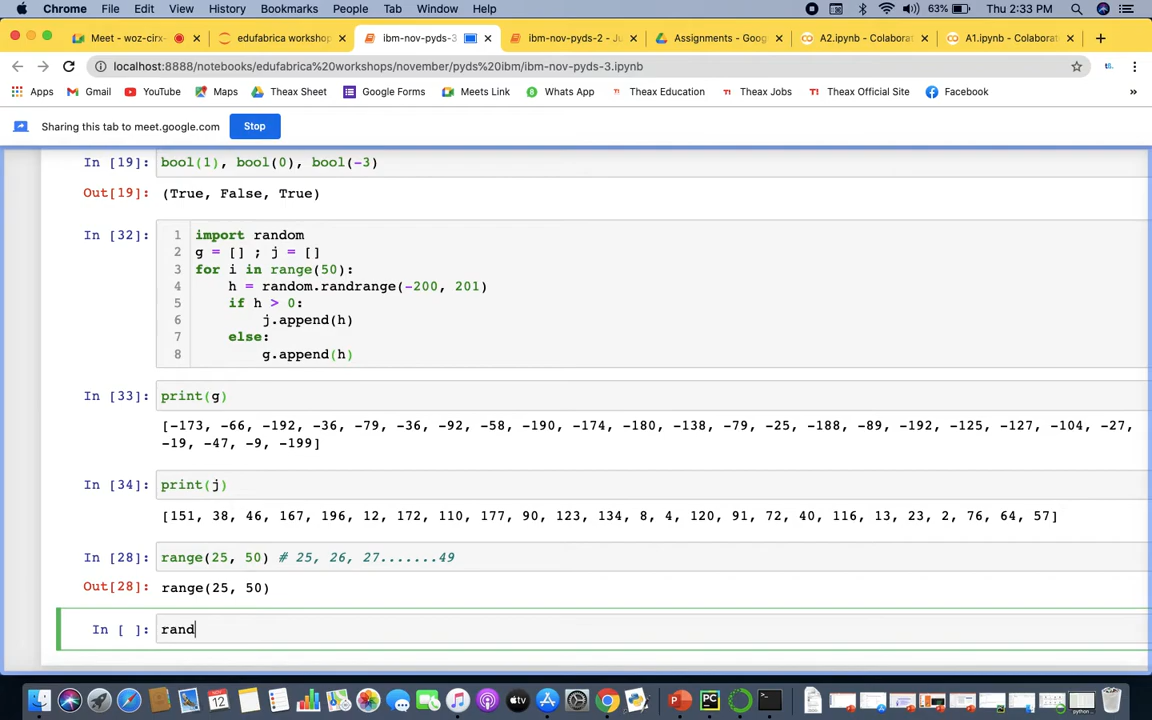 Chrome File Edit View History Bookmarks People Tab Window Help 63% Thu 2:33 PM
Meet - woz-cirx- edufabrica worksho ibm-nov-pyds-3 ibm-nov-pyds-2 - Ju Assignments - Goog A2.ipynb - Colaborat A1.ipynb - Colaborat
localhost:8888/notebooks/edufabrica%20workshops/november/pyds%20ibm/ibm-nov-pyds-3.ipynb
Apps Gmail YouTube Maps Theax Sheet Google Forms Meets Link Whats App Theax Education Theax Jobs Theax Official Site Facebook »
Sharing this tab to meet.google.com Stop
In [19]: bool(1), bool(0), bool(-3)
Out[19]: (True, False, True)
In [32]: 1 import random
2 g = [] ; j = []
3 for i in range(50):
4 h = random.randrange(-200, 201)
5 if h > 0:
6 j.append(h)
7 else:
8 g.append(h)
In [33]: print(g)
[-173, -66, -192, -36, -79, -36, -92, -58, -190, -174, -180, -138, -79, -25, -188, -89, -192, -125, -127, -104, -27,
-19, -47, -9, -199]
In [34]: print(j)
[151, 38, 46, 167, 196, 12, 172, 110, 177, 90, 123, 134, 8, 4, 120, 91, 72, 40, 116, 13, 23, 2, 76, 64, 57]
In [28]: range(25, 50) # 25, 26, 27.......49
Out[28]: range(25, 50)
In [ ]: rand